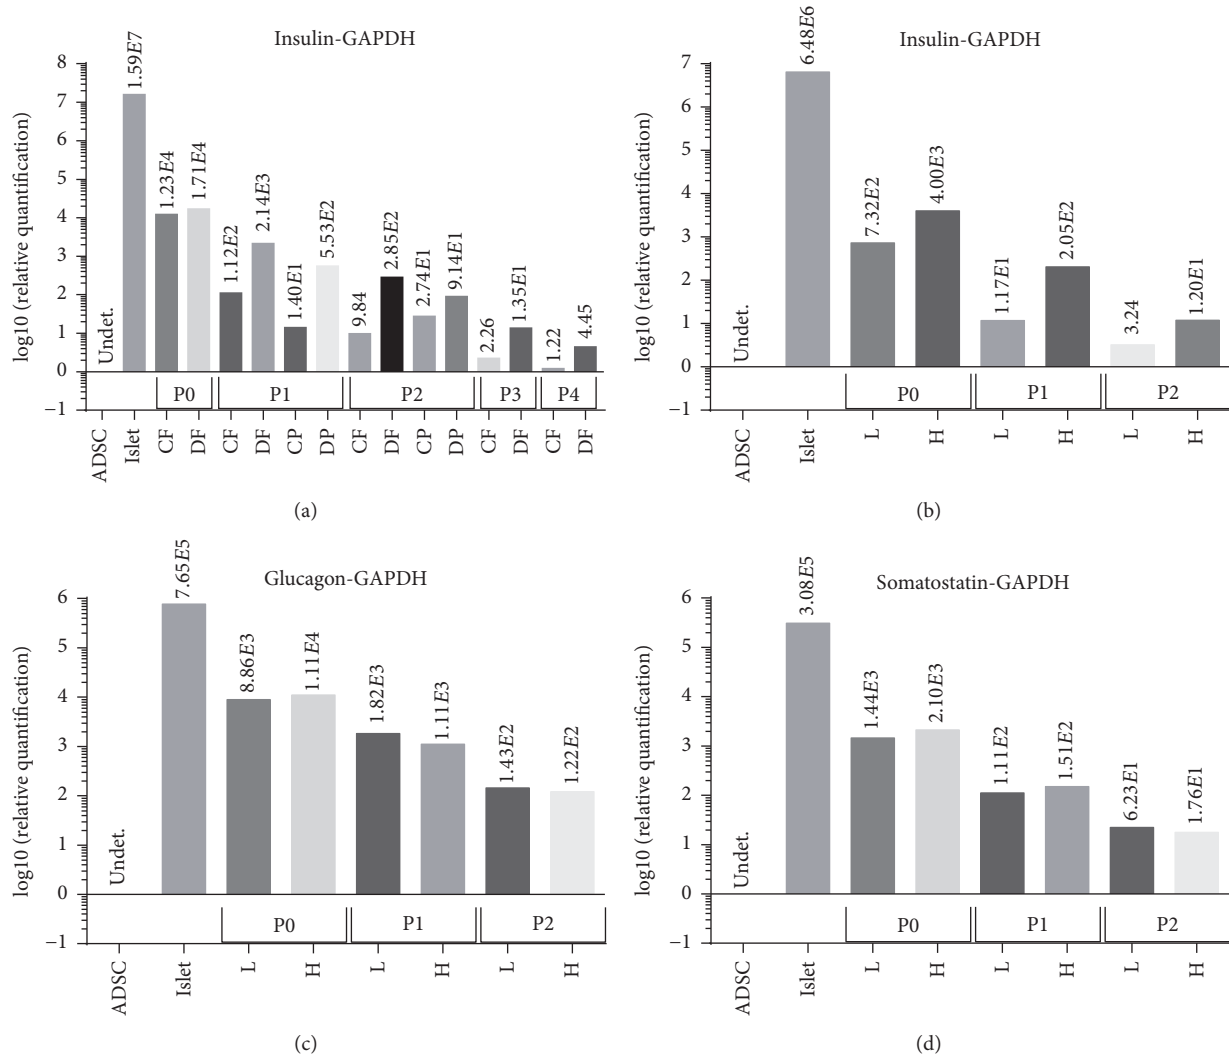 Insulin-GAPDH
log10 (relative quantification)
8
7
6
5
4
3
2
1
0
−1
Undet.
1.59E7
1.23E4
1.71E4
1.12E2
2.14E3
1.40E1
5.53E2
9.84
2.85E2
2.74E1
9.14E1
2.26
1.35E1
1.22
4.45
P0 P1 P2 P3 P4
ADSC Islet CF DF CF DF CP DP CF DF CP DP CF DF CF DF
(a)
Insulin-GAPDH
log10 (relative quantification)
7
6
5
4
3
2
1
0
−1
Undet.
6.48E6
7.32E2
4.00E3
1.17E1
2.05E2
3.24
1.20E1
P0 P1 P2
ADSC Islet L H L H L H
(b)
Glucagon-GAPDH
log10 (relative quantification)
6
5
4
3
2
1
0
−1
Undet.
7.65E5
8.86E3
1.11E4
1.82E3
1.11E3
1.43E2
1.22E2
P0 P1 P2
ADSC Islet L H L H L H
(c)
Somatostatin-GAPDH
log10 (relative quantification)
6
5
4
3
2
1
0
−1
Undet.
3.08E5
1.44E3
2.10E3
1.11E2
1.51E2
6.23E1
1.76E1
P0 P1 P2
ADSC Islet L H L H L H
(d)